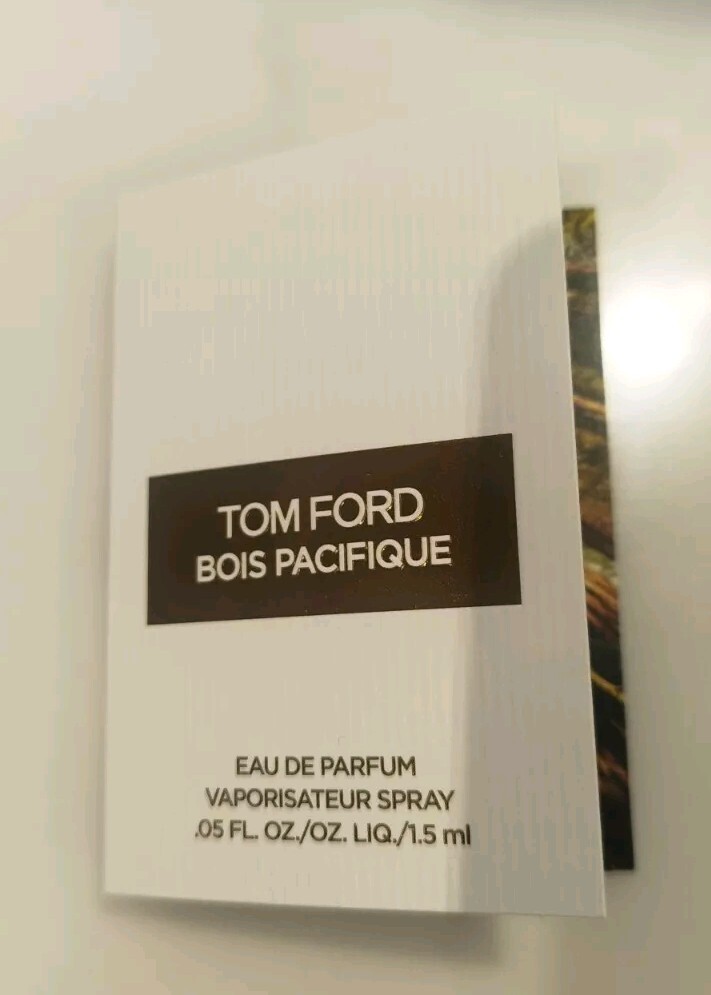 TOM FORD
BOIS PACIFIQUE
EAU DE PARFUM
VAPORISATEUR SPRAY
.05 FL. OZ./OZ. LIQ./1.5 ml